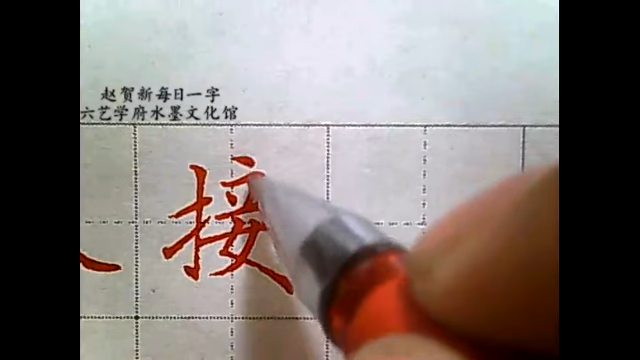 赵贺新每日一字
六艺学府水墨文化馆
接